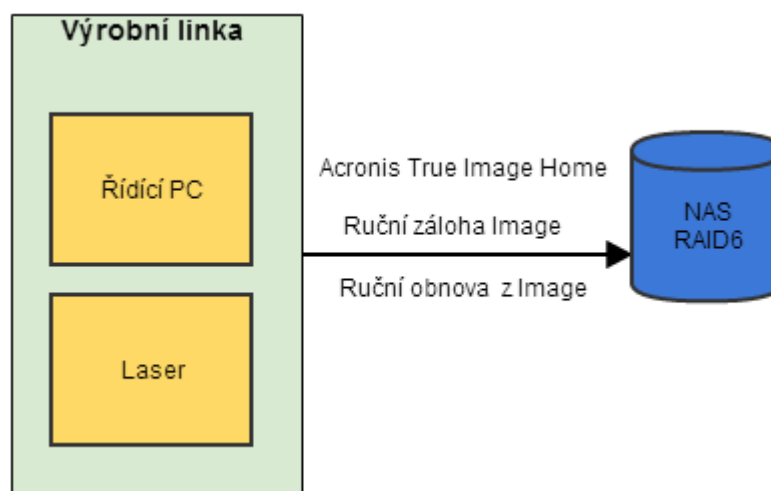 Výrobní linka
Řídící PC
Laser
Acronis True Image Home
Ruční záloha Image
Ruční obnova z Image
NAS
RAID6